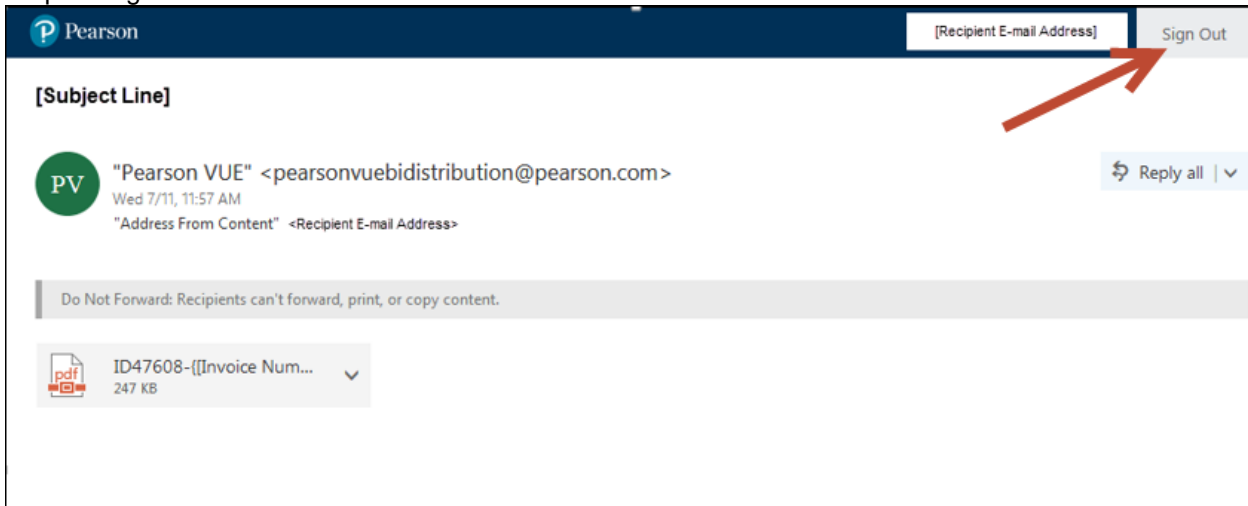 Pearson
[Recipient E-mail Address]
Sign Out
[Subject Line]
PV
"Pearson VUE" <pearsonvuebidistribution@pearson.com>
Reply all
Wed 7/11, 11:57 AM
"Address From Content" <Recipient E-mail Address>
Do Not Forward: Recipients can't forward, print, or copy content.
pdf
ID47608-{[Invoice Num...
247 KB